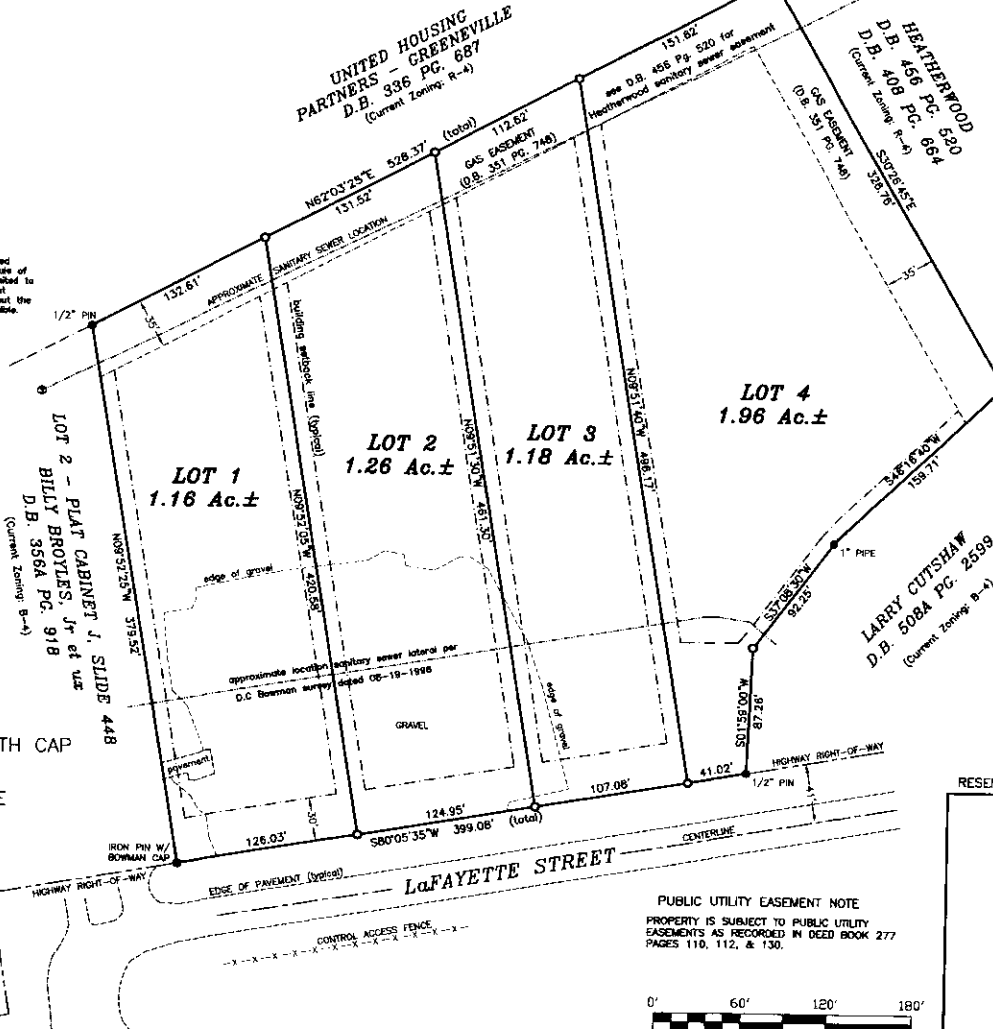 UNITED HOUSING
PARTNERS - GREENEVILLE
D.B. 336 PG. 687
(Current Zoning: R-4)
HEATHERWOOD
D.B. 456 PG. 520
D.B. 408 PG. 664
(Current Zoning: R-4)
151.82'
see D.B. 456 Pg. 520 for
Heatherwood sanitary sewer easement
GAS EASEMENT
(D.B. 351 PG. 748)
S30°26'45"E
328.76'
35'
N62°03'25"E 528.37' (total)
112.62'
131.52'
GAS EASEMENT
(D.B. 351 PG. 748)
132.61'
APPROXIMATE SANITARY SEWER LOCATION
35'
1/2" PIN
building setback line (typical)
LOT 1
1.16 Ac.±
LOT 2
1.26 Ac.±
LOT 3
1.18 Ac.±
LOT 4
1.96 Ac.±
N09°52'25"W 379.52'
N09°52'05"W 420.58'
N09°51'50"W 461.30'
N09°51'40"W 496.17'
S46°16'40"W
159.71'
1" PIPE
S37°08'30"W
92.25'
S01°59'00"W
87.26'
LARRY CUTSHAW
D.B. 508A PG. 2599
(Current Zoning: B-4)
LOT 2 - PLAT CABINET J, SLIDE 448
BILLY BROYLES, Jr et ux
D.B. 356A PG. 918
(Current Zoning: B-4)
edge of gravel
approximate location sanitary sewer lateral per
D.C Bowman survey dated 08-19-1996
GRAVEL
edge of gravel
pavement
TH CAP
E
IRON PIN W/
BOWMAN CAP
126.03'
30'
124.95'
S80°05'35"W 399.08' (total)
107.08'
41.02'
1/2" PIN
HIGHWAY RIGHT-OF-WAY
41'
RESE
HIGHWAY RIGHT-OF-WAY
EDGE OF PAVEMENT (typical)
LaFAYETTE STREET
CENTERLINE
CONTROL ACCESS FENCE
PUBLIC UTILITY EASEMENT NOTE
PROPERTY IS SUBJECT TO PUBLIC UTILITY
EASEMENTS AS RECORDED IN DEED BOOK 277
PAGES 110, 112, & 130.
0' 60' 120' 180'